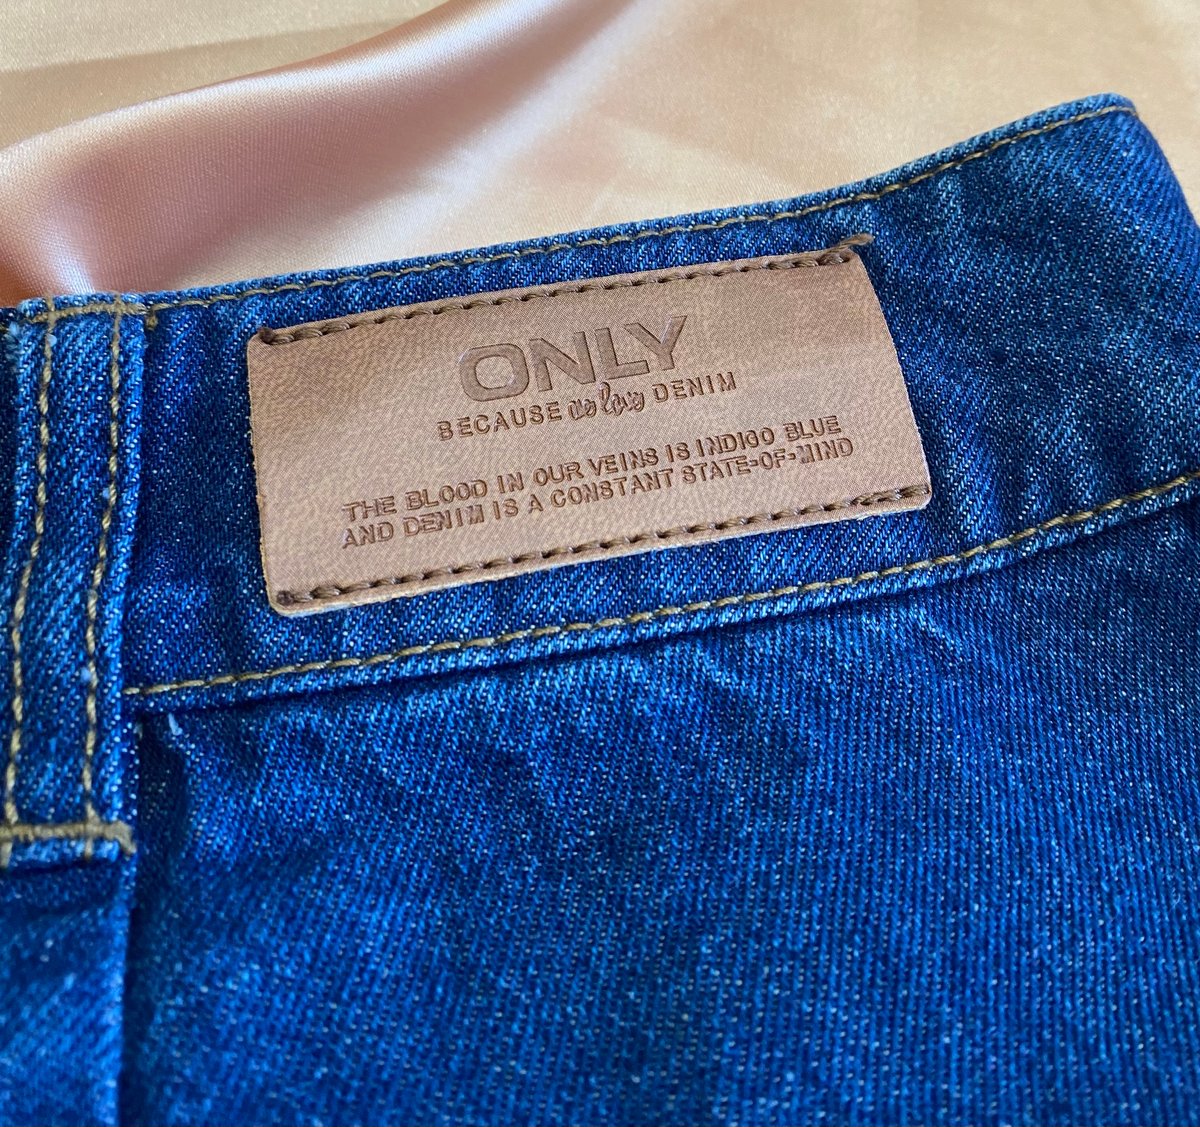 ONLY
BECAUSE we love DENIM
THE BLOOD IN OUR VEINS IS INDIGO BLUE
AND DENIM IS A CONSTANT STATE-OF-MIND